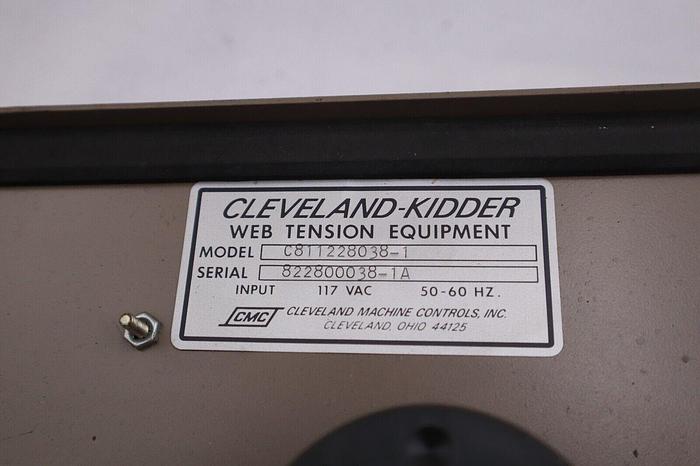 CLEVELAND-KIDDER
WEB TENSION EQUIPMENT
MODEL C811228038-1
SERIAL 822800038-1A
INPUT 117 VAC 50-60 HZ.
CMC CLEVELAND MACHINE CONTROLS, INC.
CLEVELAND, OHIO 44125